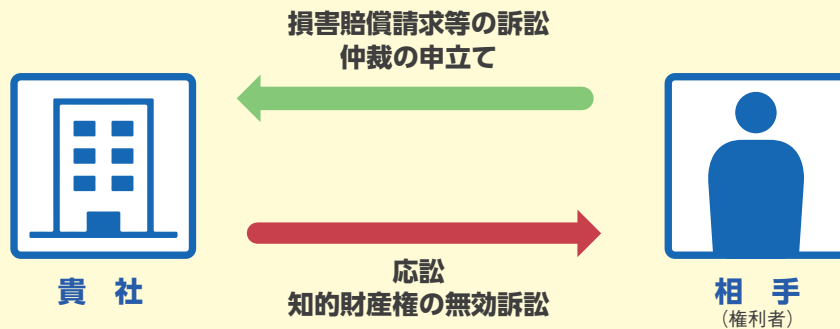 損害賠償請求等の訴訟
仲裁の申立て
貴 社
相 手
（権利者）
応訴
知的財産権の無効訴訟